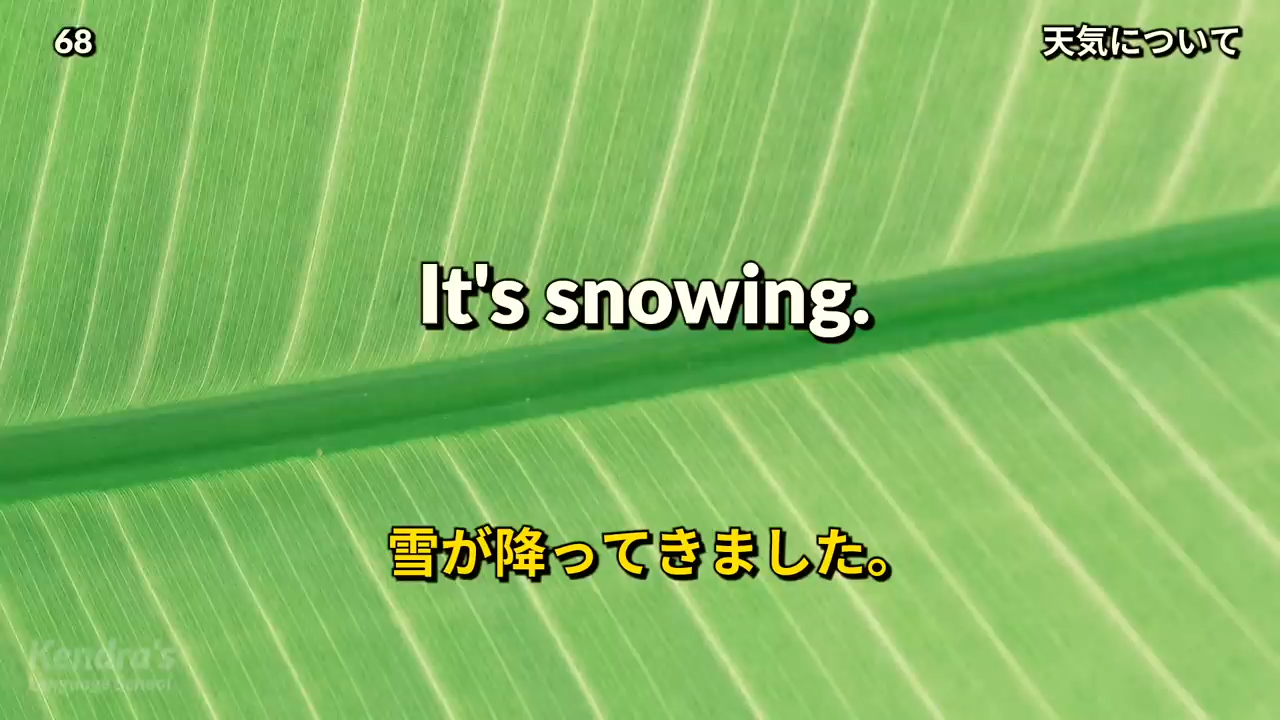 68
天気について
It's snowing.
雪が降ってきました。
Kendra's
Language School